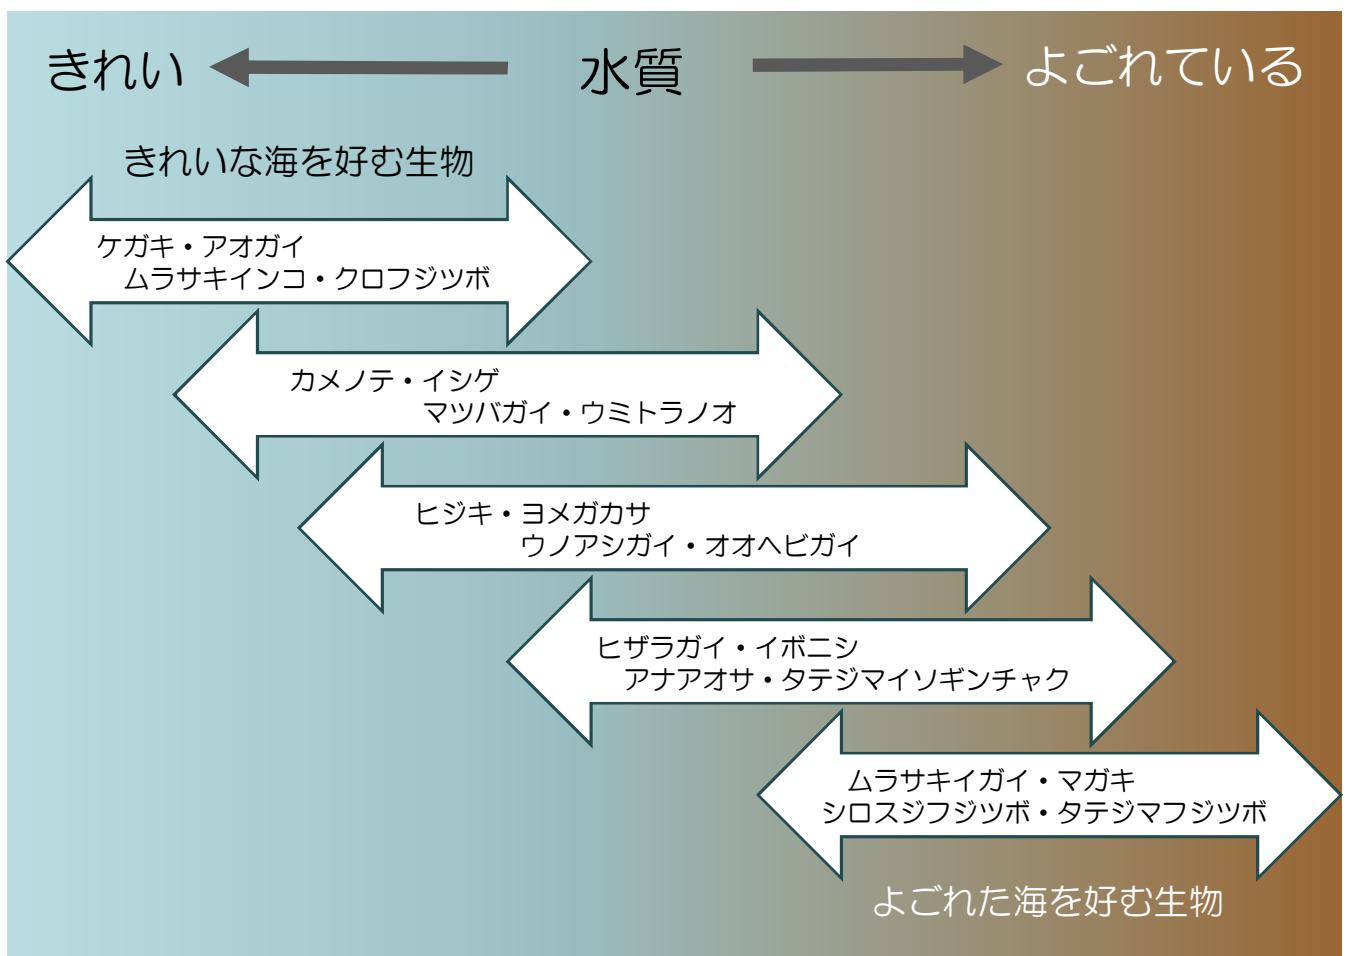 きれい 水質 よごれている
きれいな海を好む生物
ケガキ・アオガイ
ムラサキインコ・クロフジツボ
カメノテ・イシゲ
マツバガイ・ウミトラノオ
ヒジキ・ヨメガカサ
ウノアシガイ・オオヘビガイ
ヒザラガイ・イボニシ
アナアオサ・タテジマイソギンチャク
ムラサキイガイ・マガキ
シロスジフジツボ・タテジマフジツボ
よごれた海を好む生物